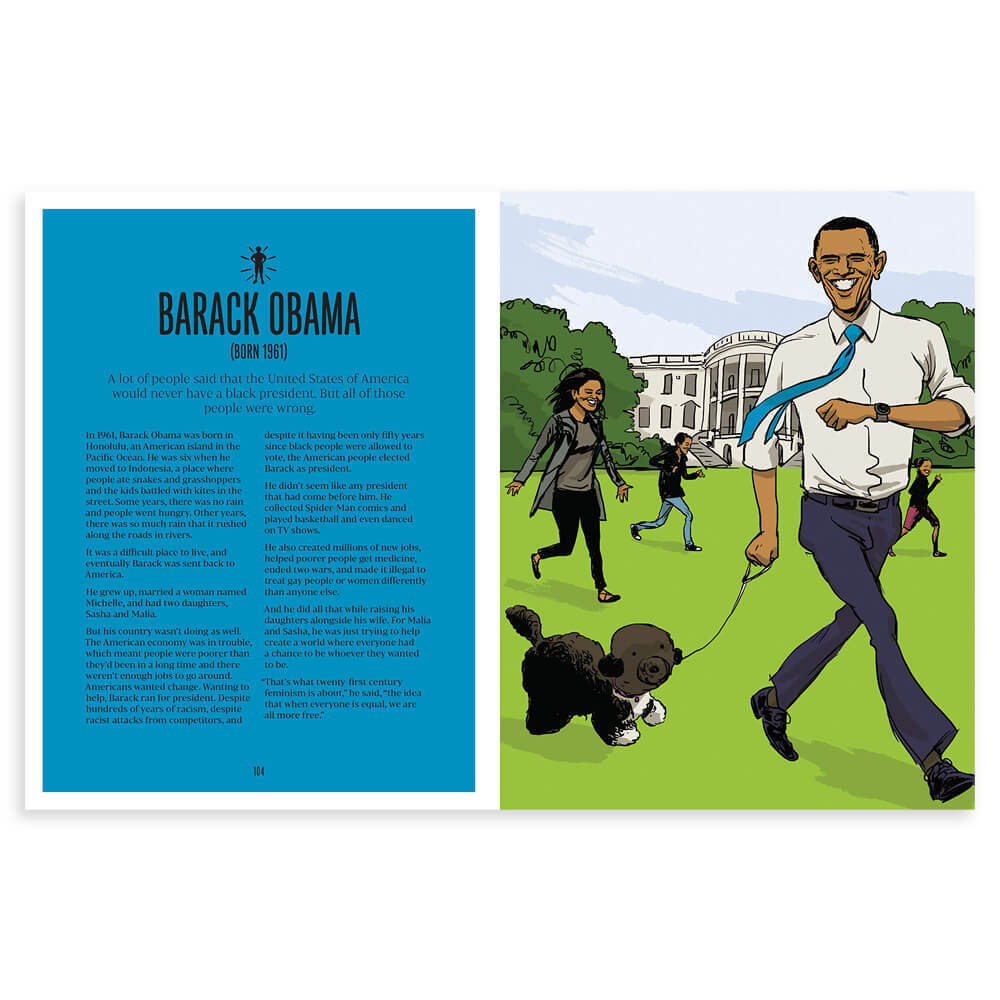 BARACK OBAMA
(BORN 1961)
A lot of people said that the United States of America
would never have a black president. But all of those
people were wrong.
In 1961, Barack Obama was born in
Honolulu, an American island in the
Pacific Ocean. He was six when he
moved to Indonesia, a place where
people ate snakes and grasshoppers
and the kids battled with kites in the
street. Some years, there was no rain
and people went hungry. Other years,
there was so much rain that it rushed
along the roads in rivers.
It was a difficult place to live, and
eventually Barack was sent back to
America.
He grew up, married a woman named
Michelle, and had two daughters,
Sasha and Malia.
But his country wasn't doing as well.
The American economy was in trouble,
which meant people were poorer than
they'd been in a long time and there
weren't enough jobs to go around.
Americans wanted change. Wanting to
help, Barack ran for president. Despite
hundreds of years of racism, despite
racist attacks from competitors, and
despite it having been only fifty years
since black people were allowed to
vote, the American people elected
Barack as president.
He didn't seem like any president
that had come before him. He
collected Spider-Man comics and
played basketball and even danced
on TV shows.
He also created millions of new jobs,
helped poorer people get medicine,
ended two wars, and made it illegal to
treat gay people or women differently
than anyone else.
And he did all that while raising his
daughters alongside his wife. For Malia
and Sasha, he was just trying to help
create a world where everyone had
a chance to be whoever they wanted
to be.
“That's what twenty-first century
feminism is about,” he said, “the idea
that when everyone is equal, we are
all more free.”
104